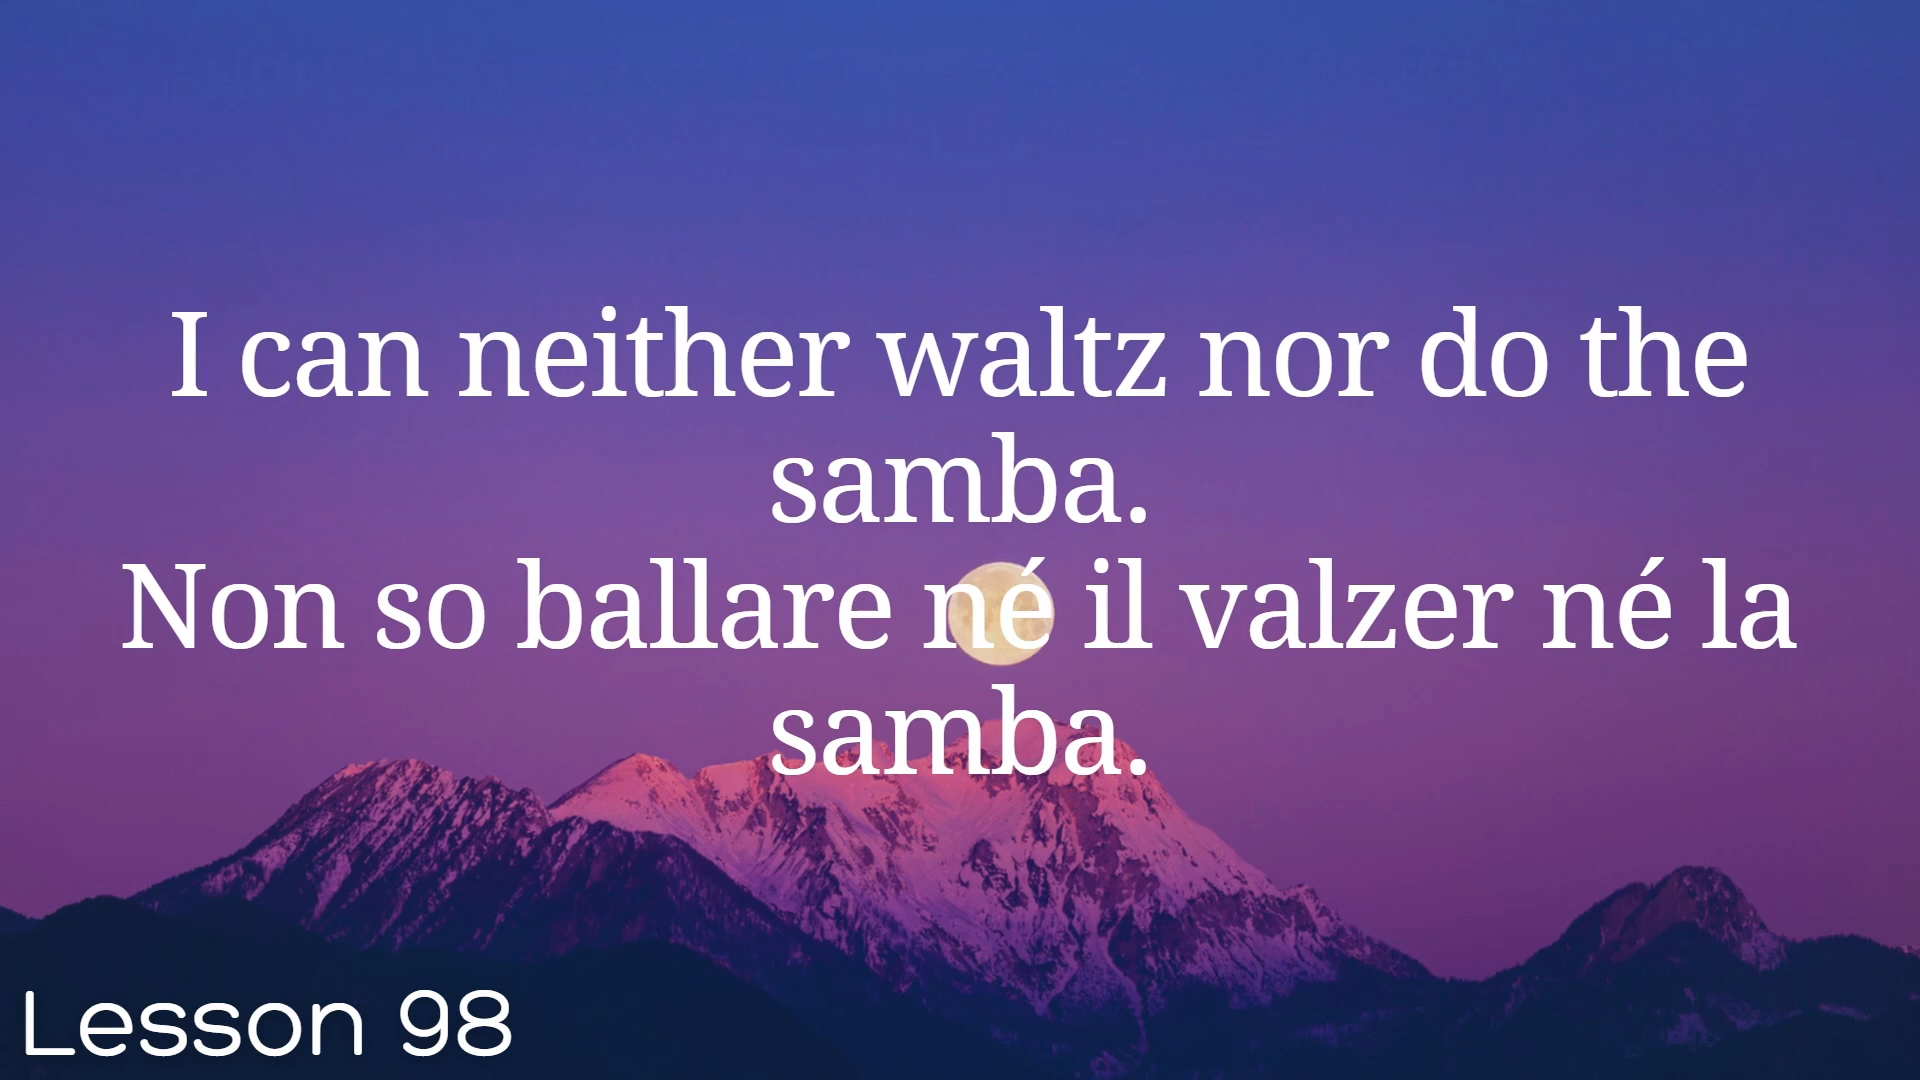 I can neither waltz nor do the
samba.
Non so ballare né il valzer né la
samba.
Lesson 98